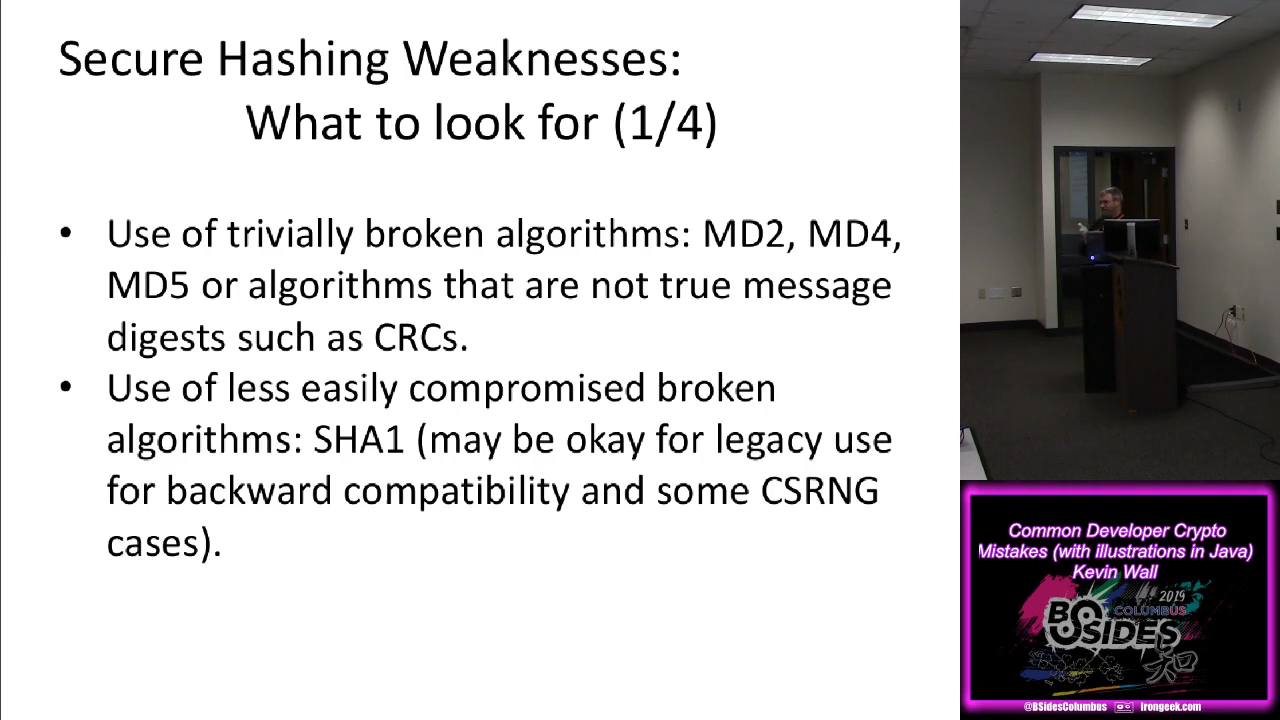 Secure Hashing Weaknesses:
What to look for (1/4)
• Use of trivially broken algorithms: MD2, MD4,
MD5 or algorithms that are not true message
digests such as CRCs.
• Use of less easily compromised broken
algorithms: SHA1 (may be okay for legacy use
for backward compatibility and some CSRNG
cases).
Common Developer Crypto
Mistakes (with illustrations in Java)
Kevin Wall
2019
BSIDES
COLUMBUS
知
@BSidesColumbus
Irongeek.com